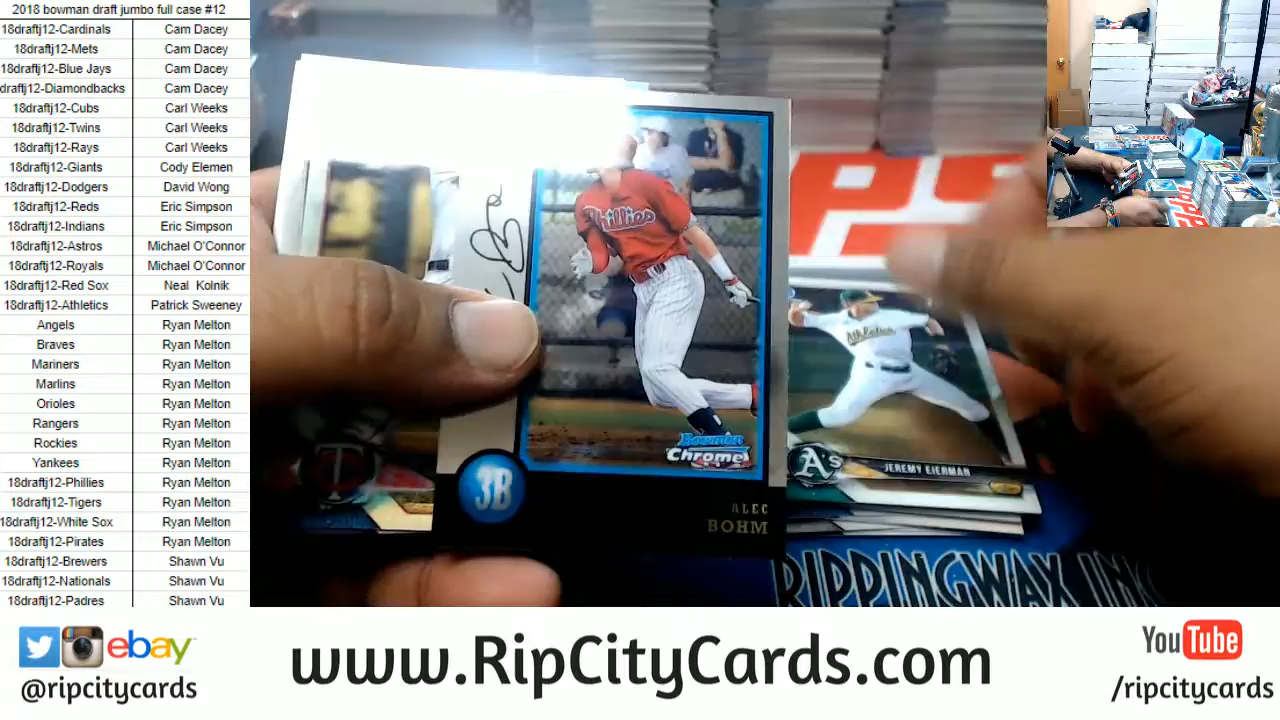 2018 bowman draft jumbo full case #12
18draftj12-Cardinals Cam Dacey
18draftj12-Mets Cam Dacey
18draftj12-Blue Jays Cam Dacey
draftj12-Diamondbacks Cam Dacey
18draftj12-Cubs Carl Weeks
18draftj12-Twins Carl Weeks
18draftj12-Rays Carl Weeks
18draftj12-Giants Cody Elemen
18draftj12-Dodgers David Wong
18draftj12-Reds Eric Simpson
18draftj12-Indians Eric Simpson
18draftj12-Astros Michael O'Connor
18draftj12-Royals Michael O'Connor
18draftj12-Red Sox Neal Kolnik
18draftj12-Athletics Patrick Sweeney
Angels Ryan Melton
Braves Ryan Melton
Mariners Ryan Melton
Marlins Ryan Melton
Orioles Ryan Melton
Rangers Ryan Melton
Rockies Ryan Melton
Yankees Ryan Melton
18draftj12-Phillies Ryan Melton
18draftj12-Tigers Ryan Melton
18draftj12-White Sox Ryan Melton
18draftj12-Pirates Ryan Melton
18draftj12-Brewers Shawn Vu
18draftj12-Nationals Shawn Vu
18draftj12-Padres Shawn Vu
Phillies
Bowman
Chrome
3B
ALEC
BOHM
Athletics
A's
JEREMY EIERMAN
RIPPINGWAX INK
ebay
@ripcitycards
www.RipCityCards.com
YouTube
/ripcitycards